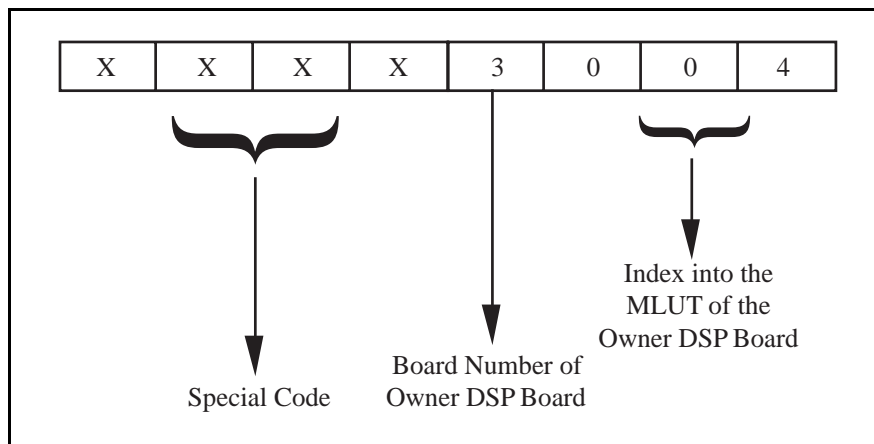 X X X X 3 0 0 4
Index into the
MLUT of the
Owner DSP Board
Board Number of
Owner DSP Board
Special Code